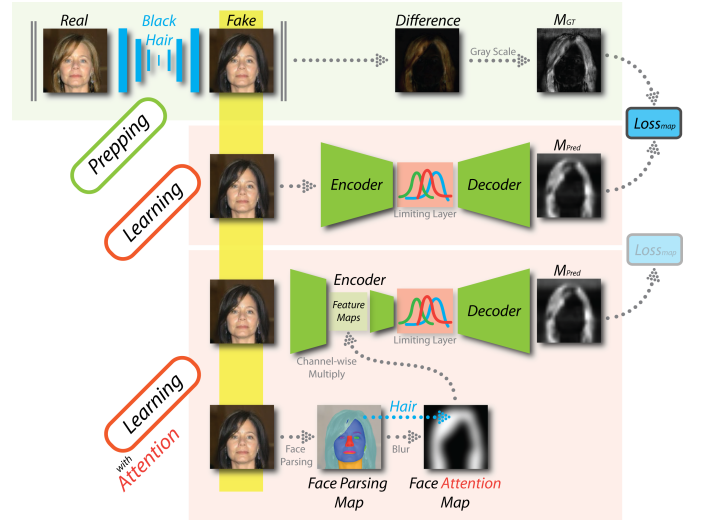 Real
Black
Hair
Fake
Difference
Gray Scale
MGT
Prepping
Lossmap
Learning
Encoder
Limiting Layer
Decoder
MPred
Lossmap
Encoder
Feature
Maps
Channel-wise
Multiply
Limiting Layer
Decoder
MPred
Learning
with
Attention
Face
Parsing
Hair
Blur
Face Parsing
Map
Face Attention
Map